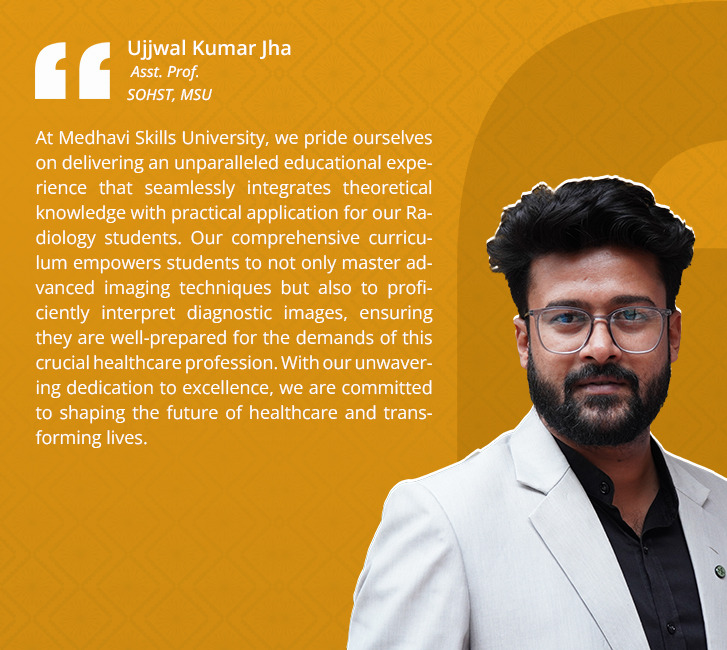 Ujjwal Kumar Jha
Asst. Prof.
SOHST, MSU
At Medhavi Skills University, we pride ourselves
on delivering an unparalleled educational expe-
rience that seamlessly integrates theoretical
knowledge with practical application for our Ra-
diology students. Our comprehensive curricu-
lum empowers students to not only master ad-
vanced imaging techniques but also to profi-
ciently interpret diagnostic images, ensuring
they are well-prepared for the demands of this
crucial healthcare profession. With our unwaver-
ing dedication to excellence, we are committed
to shaping the future of healthcare and trans-
forming lives.